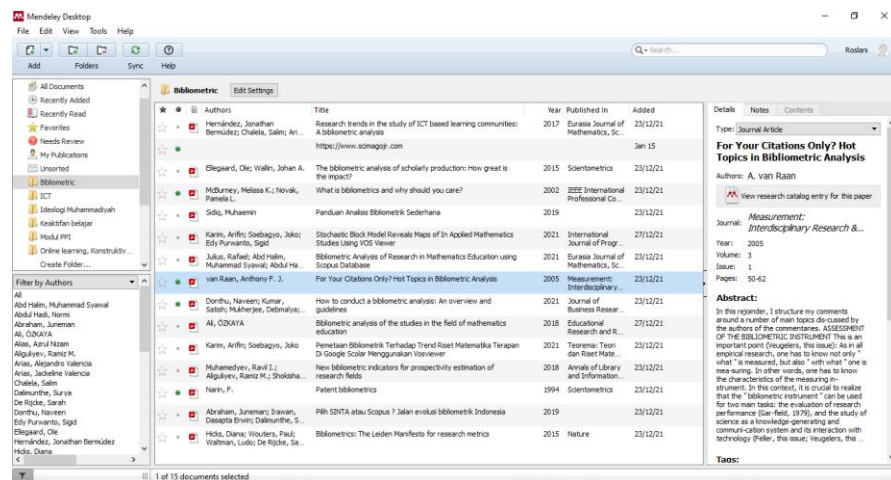 Mendeley Desktop
File Edit View Tools Help
Search...
Roslani
Add Folders Sync Help
All Documents
Recently Added
Recently Read
Favorites
Needs Review
My Publications
Unsorted
Bibliometric
ICT
Ideologi Muhammadiyah
Keaktifan belajar
Modul PPI
Online learning, Konstruktiv...
Create Folder...
Filter by Authors
All
Abd Halim, Muhammad Syawal
Abdul Hadi, Normi
Abraham, Juneman
Ali, ÖZKAYA
Alias, Azrul Nizam
Aliguliyev, Ramiz M.
Arias, Alejandro Valencia
Arias, Jackeline Valencia
Chalela, Salim
Dalimunthe, Surya
De Rijcke, Sarah
Donthu, Naveen
Edy Purwanto, Sigid
Ellegaard, Ole
Hernández, Jonathan Bermúdez
Hicks, Diana
Bibliometric Edit Settings
Authors Title Year Published In Added
Hernández, Jonathan Research trends in the study of ICT based learning communities: 2017 Eurasia Journal of 23/12/21
Bermúdez; Chalela, Salim; Ari... A bibliometric analysis Mathematics, Sc...
https://www.scimagojr.com Jan 15
Ellegaard, Ole; Wallin, Johan A. The bibliometric analysis of scholarly production: How great is 2015 Scientometrics 23/12/21
the impact?
McBurney, Melissa K.; Novak, What is bibliometrics and why should you care? 2002 IEEE International 23/12/21
Pamela L. Professional Co...
Sidiq, Muhaemin Panduan Analisis Bibliometrik Sederhana 2019 23/12/21
Karim, Arifin; Soebagyo, Joko; Stochastic Block Model Reveals Maps of In Applied Mathematics 2021 International 27/12/21
Edy Purwanto, Sigid Studies Using VOS Viewer Journal of Progr...
Julius, Rafael; Abd Halim, Bibliometric Analysis of Research in Mathematics Education using 2021 Eurasia Journal of 23/12/21
Muhammad Syawal; Abdul Ha... Scopus Database Mathematics, Sc...
van Raan, Anthony F. J. For Your Citations Only? Hot Topics in Bibliometric Analysis 2005 Measurement: 23/12/21
Interdisciplinary...
Donthu, Naveen; Kumar, How to conduct a bibliometric analysis: An overview and 2021 Journal of 23/12/21
Satish; Mukherjee, Debmalya; ... guidelines Business Resear...
Ali, ÖZKAYA Bibliometric analysis of the studies in the field of mathematics 2018 Educational 27/12/21
education Research and R...
Karim, Arifin; Soebagyo, Joko Pemetaan Bibliometrik Terhadap Trend Riset Matematika Terapan 2021 Teorema: Teori 23/12/21
Di Google Scolar Menggunakan Vosviewer dan Riset Mate...
Muhamedyev, Ravil I.; New bibliometric indicators for prospectivity estimation of 2018 Annals of Library 23/12/21
Aliguliyev, Ramiz M.; Shokisha... research fields and Information...
Narin, F. Patent bibliometrics 1994 Scientometrics 23/12/21
Abraham, Juneman; Irawan, Pilih SINTA atau Scopus ? Jalan evolusi bibliometrik Indonesia 2019 23/12/21
Dasapta Erwin; Dalimunthe, S...
Hicks, Diana; Wouters, Paul; Bibliometrics: The Leiden Manifesto for research metrics 2015 Nature 23/12/21
Waltman, Ludo; De Rijcke, Sa...
1 of 15 documents selected
Details Notes Contents
Type: Journal Article
For Your Citations Only? Hot
Topics in Bibliometric Analysis
Authors: A. van Raan
View research catalog entry for this paper
Journal: Measurement:
Interdisciplinary Research &...
Year: 2005
Volume: 3
Issue: 1
Pages: 50-62
Abstract:
In this rejoinder, I structure my comments
around a number of main topics dis-cussed by
the authors of the commentaries. ASSESSMENT
OF THE BIBLIOMETRIC INSTRUMENT This is an
important point (Veugelers, this issue): As in all
empirical research, one has to know not only "
what " is measured, but also " with what " one is
mea-suring. In other words, one has to know
the characteristics of the measuring in-
strument. In this context, it is crucial to realize
that the " bibliometric instrument " can be used
for two main tasks: the evaluation of research
performance (Gar-field, 1979), and the study of
science as a knowledge-generating and
communi-cation system and its interaction with
technology (Feller, this issue; Veugelers, this ...
Tags: